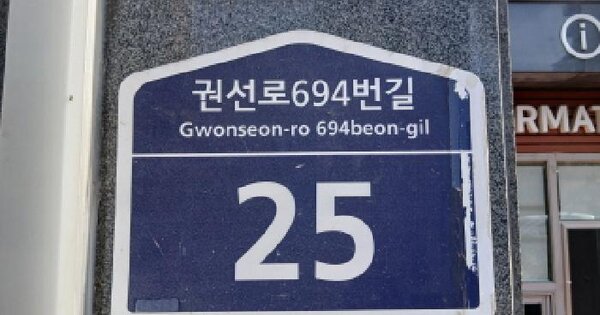 권선로694번길
Gwonseon-ro 694beon-gil
25
i
RMAT